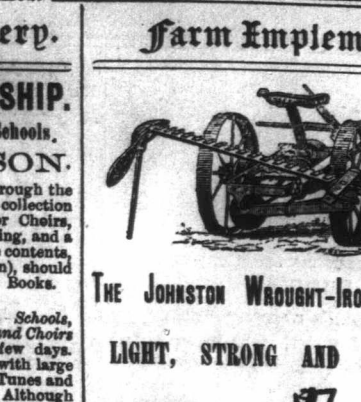 ery.
SHIP.
Schools.
SON.
rough the
collection
r Choirs,
ing, and a
contents,
n), should
Books.
Schools,
and Choirs
few days.
with large
Tunes and
Although
Farm Implem
THE JOHNSTON WROUGHT-IRO
LIGHT, STRONG AND